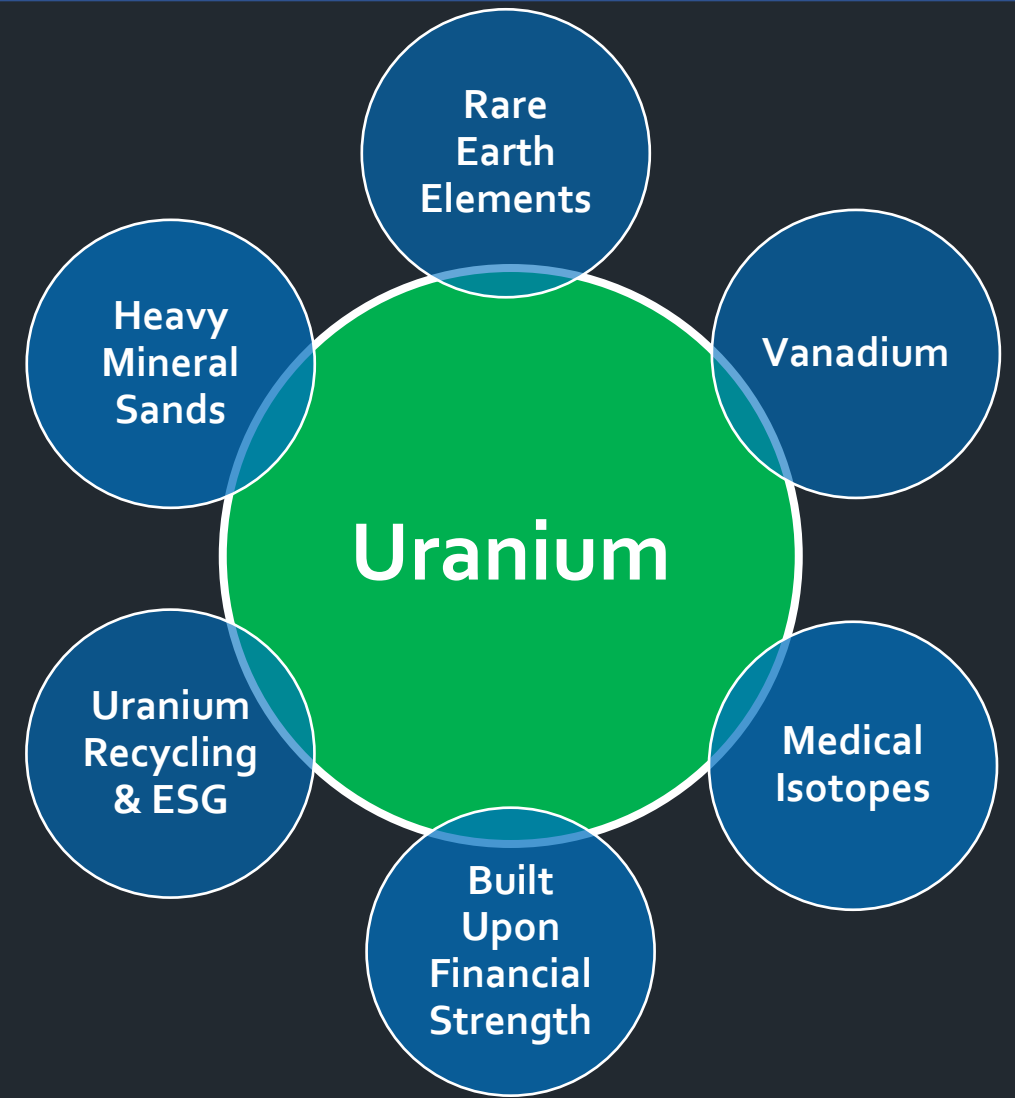 Rare
Earth
Elements
Heavy
Mineral
Sands
Vanadium
Uranium
Uranium
Recycling
& ESG
Medical
Isotopes
Built
Upon
Financial
Strength